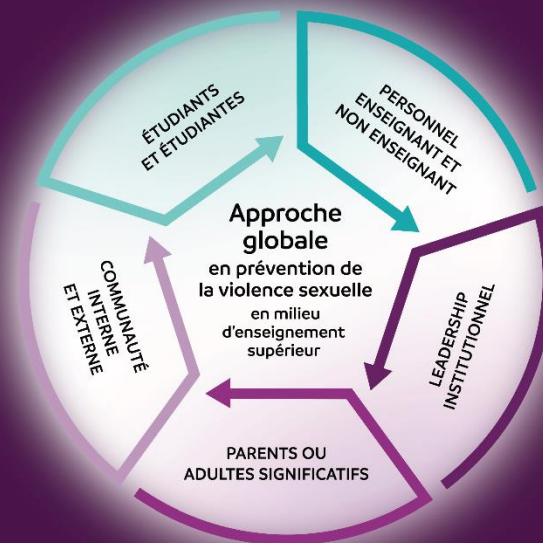 ÉTUDIANTS
ET ÉTUDIANTES
PERSONNEL
ENSEIGNANT ET
NON ENSEIGNANT
Approche
globale
en prévention de
la violence sexuelle
en milieu
d'enseignement
supérieur
COMMUNAUTÉ
INTERNE
ET EXTERNE
LEADERSHIP
INSTITUTIONNEL
PARENTS OU
ADULTES SIGNIFICATIFS